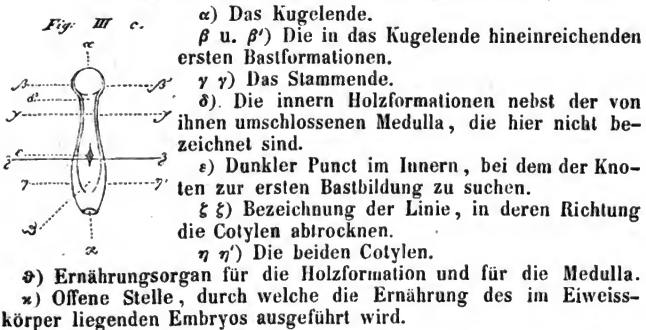 Fig: III c.
α
β
β'
δ
γ
γ
ε
ξ
ξ
η
η'
ϑ
ϰ
α) Das Kugelende.
β u. β') Die in das Kugelende hineinreichenden
ersten Bastformationen.
γ γ) Das Stammende.
δ). Die innern Holzformationen nebst der von
ihnen umschlossenen Medulla, die hier nicht be-
zeichnet sind.
ε) Dunkler Punct im Innern, bei dem der Kno-
ten zur ersten Bastbildung zu suchen.
ξ ξ) Bezeichnung der Linie, in deren Richtung
die Cotylen abtrocknen.
η η') Die beiden Cotylen.
ϑ) Ernährungsorgan für die Holzformation und für die Medulla.
ϰ) Offene Stelle, durch welche die Ernährung des im Eiweiss-
körper liegenden Embryos ausgeführt wird.